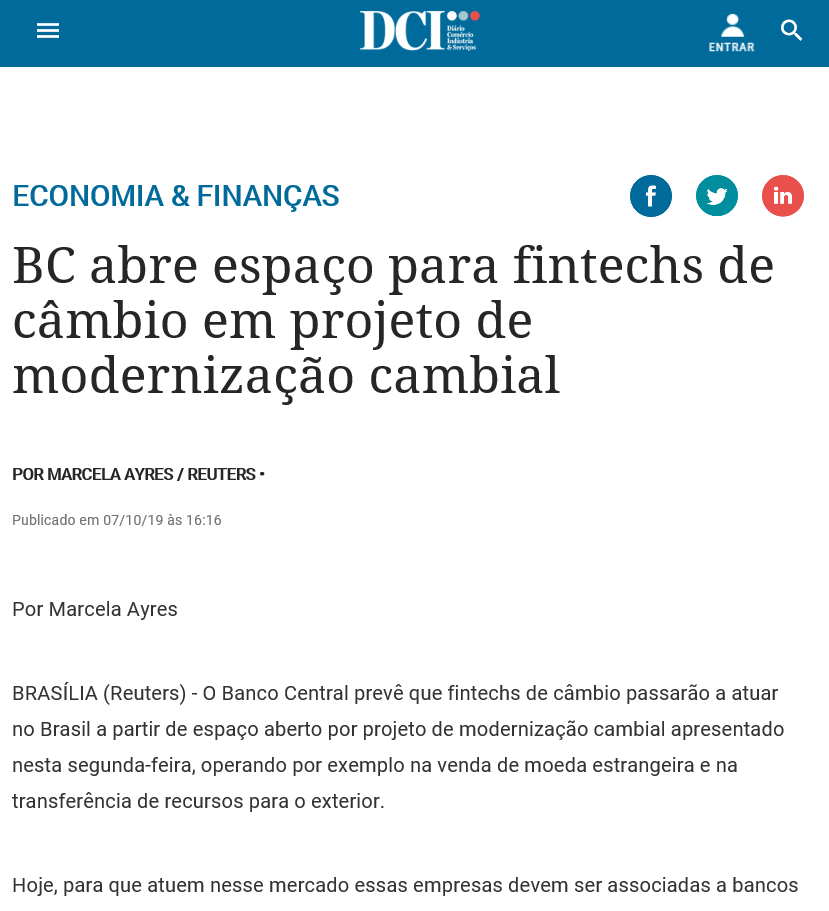 DCI
Diário
Comércio
Indústria
& Serviços
ENTRAR
ECONOMIA & FINANÇAS
BC abre espaço para fintechs de
câmbio em projeto de
modernização cambial
POR MARCELA AYRES / REUTERS •
Publicado em 07/10/19 às 16:16
Por Marcela Ayres
BRASÍLIA (Reuters) - O Banco Central prevê que fintechs de câmbio passarão a atuar
no Brasil a partir de espaço aberto por projeto de modernização cambial apresentado
nesta segunda-feira, operando por exemplo na venda de moeda estrangeira e na
transferência de recursos para o exterior.
Hoje, para que atuem nesse mercado essas empresas devem ser associadas a bancos